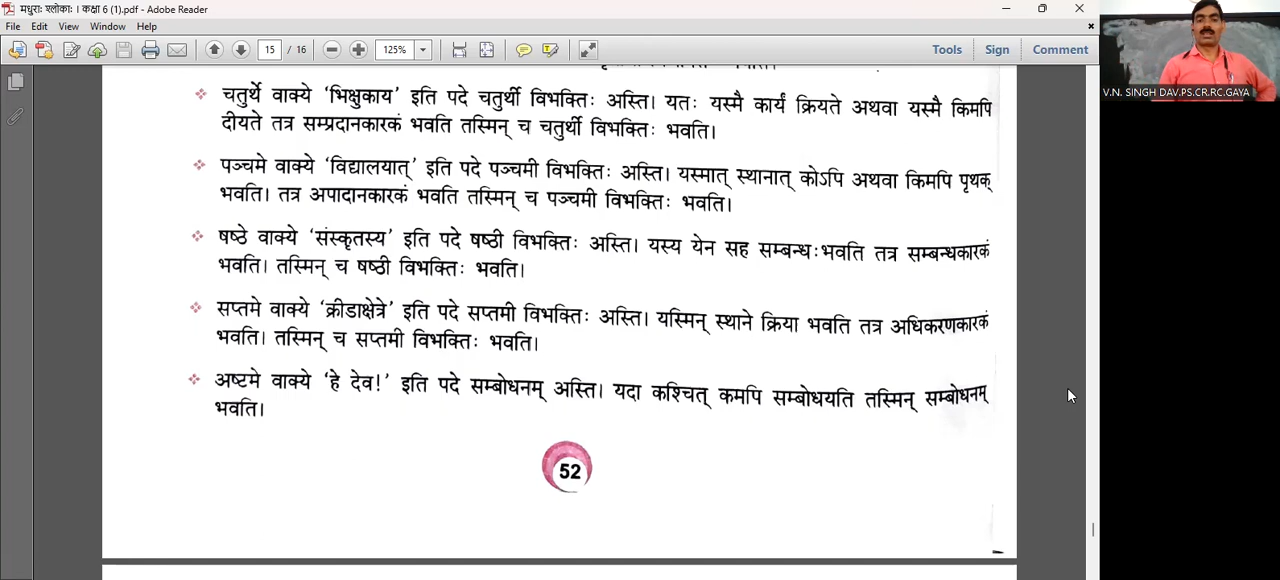 मधुराः श्लोकाः । कक्षा 6 (1).pdf - Adobe Reader
File Edit View Window Help
15 / 16 125% Tools Sign Comment
चतुर्थे वाक्ये ‘भिक्षुकाय’ इति पदे चतुर्थी विभक्तिः अस्ति। यतः यस्मै कार्यं क्रियते अथवा यस्मै किमपि
दीयते तत्र सम्प्रदानकारकं भवति तस्मिन् च चतुर्थी विभक्तिः भवति।
पञ्चमे वाक्ये ‘विद्यालयात्’ इति पदे पञ्चमी विभक्तिः अस्ति। यस्मात् स्थानात् कोऽपि अथवा किमपि पृथक्
भवति। तत्र अपादानकारकं भवति तस्मिन् च पञ्चमी विभक्तिः भवति।
षष्ठे वाक्ये ‘संस्कृतस्य’ इति पदे षष्ठी विभक्तिः अस्ति। यस्य येन सह सम्बन्धः भवति तत्र सम्बन्धकारकं
भवति। तस्मिन् च षष्ठी विभक्तिः भवति।
सप्तमे वाक्ये ‘क्रीडाक्षेत्रे’ इति पदे सप्तमी विभक्तिः अस्ति। यस्मिन् स्थाने क्रिया भवति तत्र अधिकरणकारकं
भवति। तस्मिन् च सप्तमी विभक्तिः भवति।
अष्टमे वाक्ये ‘हे देव!’ इति पदे सम्बोधनम् अस्ति। यदा कश्चित् कमपि सम्बोधयति तस्मिन् सम्बोधनम्
भवति।
52
V.N. SINGH DAV.PS.CR.RC.GAYA